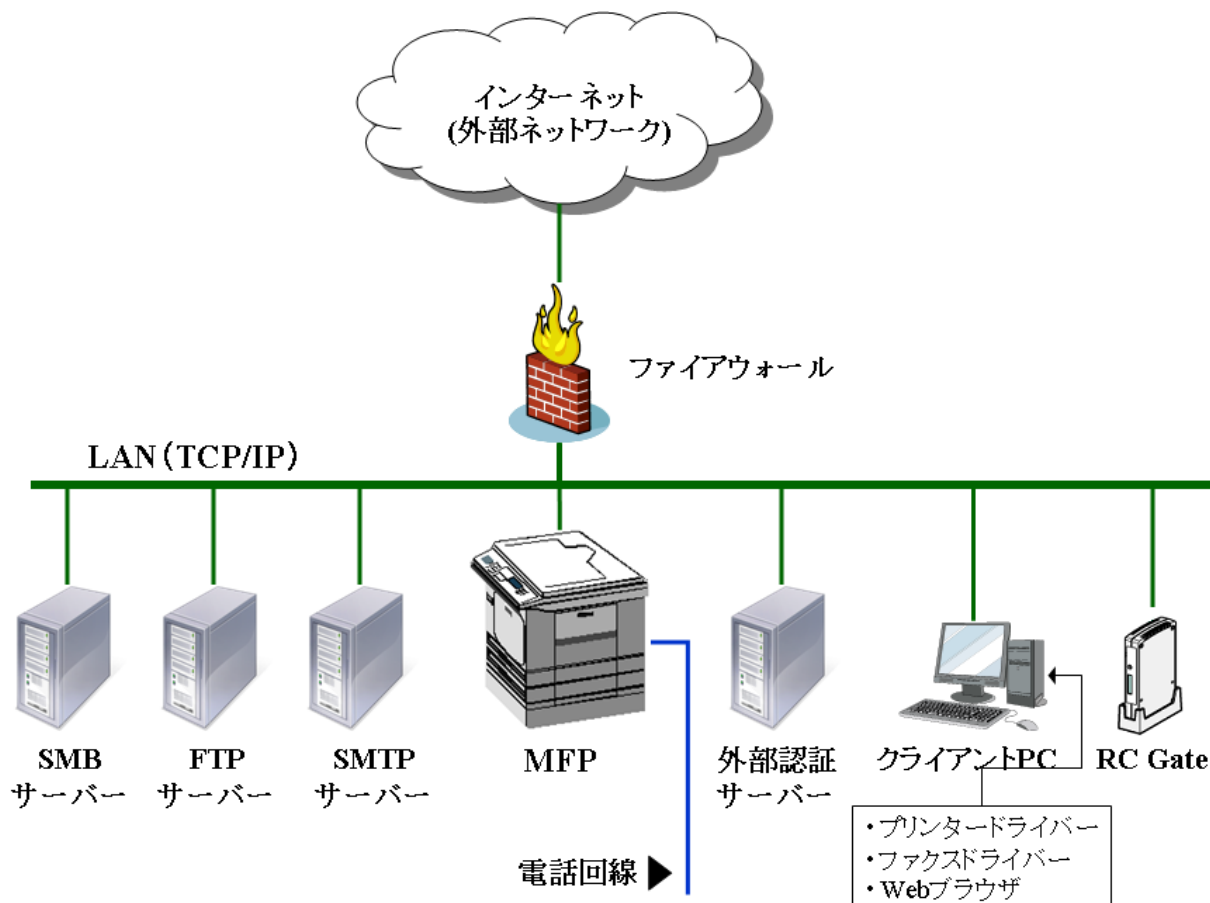 インターネット
(外部ネットワーク)
ファイアウォール
LAN（TCP/IP）
SMB
サーバー
FTP
サーバー
SMTP
サーバー
MFP
外部認証
サーバー
クライアントPC
RC Gate
・プリンタードライバー
・ファクスドライバー
・Webブラウザ
電話回線